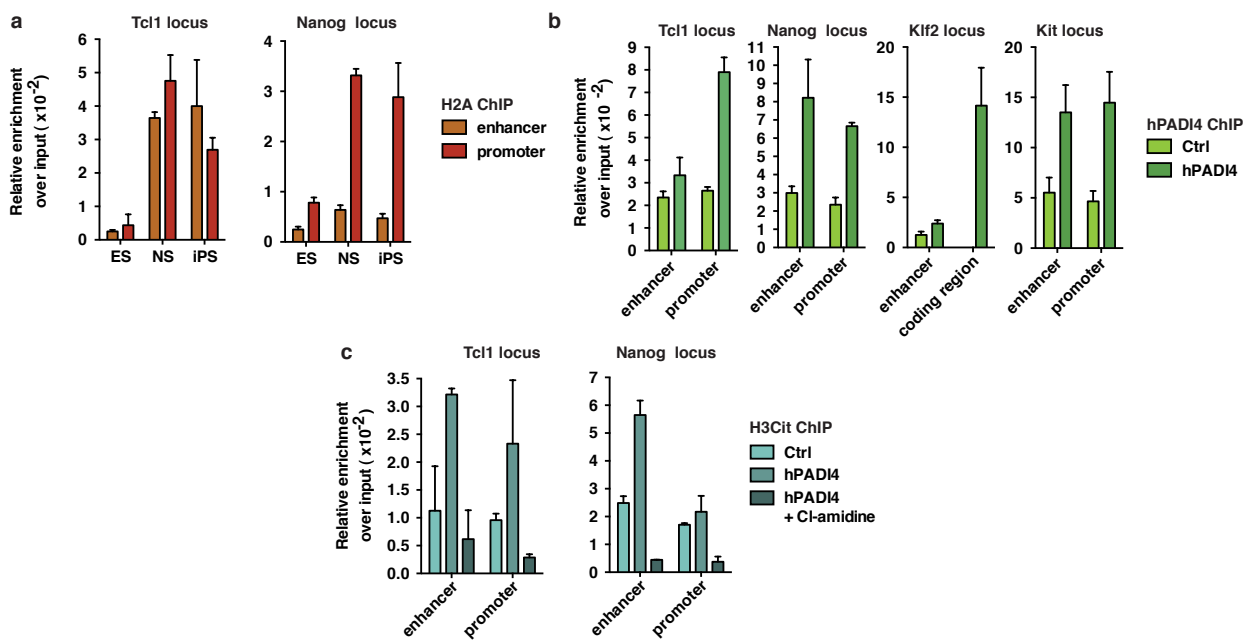 a
Tcl1 locus
Nanog locus
Relative enrichment
over input ( x10-2)
6
5
4
3
2
1
0
ES NS iPS
4
3
2
1
0
ES NS iPS
H2A ChIP
enhancer
promoter
b
Tcl1 locus
Nanog locus
Klf2 locus
Kit locus
Relative enrichment
over input ( x10 -2)
9
8
7
6
5
4
3
2
1
0
enhancer
promoter
11
10
9
8
7
6
5
4
3
2
1
0
enhancer
promoter
20
15
10
5
0
enhancer
coding region
20
15
10
5
0
enhancer
promoter
hPADI4 ChIP
Ctrl
hPADI4
c
Tcl1 locus
Nanog locus
Relative enrichment
over input ( x10-2)
3.5
3.0
2.5
2.0
1.5
1.0
0.5
0.0
enhancer
promoter
7
6
5
4
3
2
1
0
enhancer
promoter
H3Cit ChIP
Ctrl
hPADI4
hPADI4
+ Cl-amidine